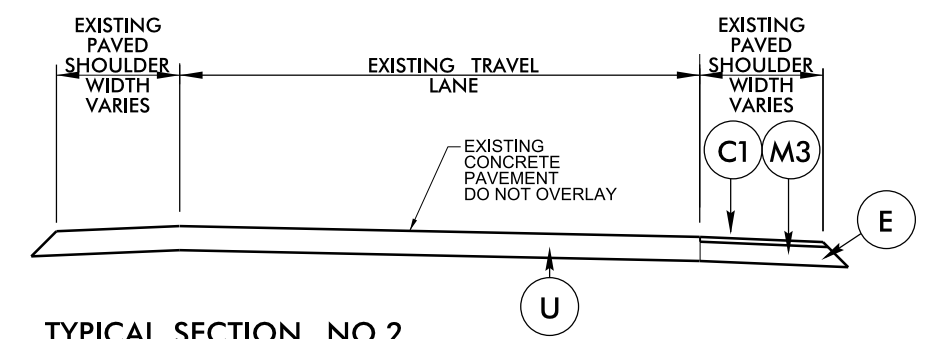 EXISTING
PAVED
SHOULDER
WIDTH
VARIES
EXISTING TRAVEL
LANE
EXISTING
PAVED
SHOULDER
WIDTH
VARIES
EXISTING
CONCRETE
PAVEMENT
DO NOT OVERLAY
C1
M3
E
U
TYPICAL SECTION NO.2